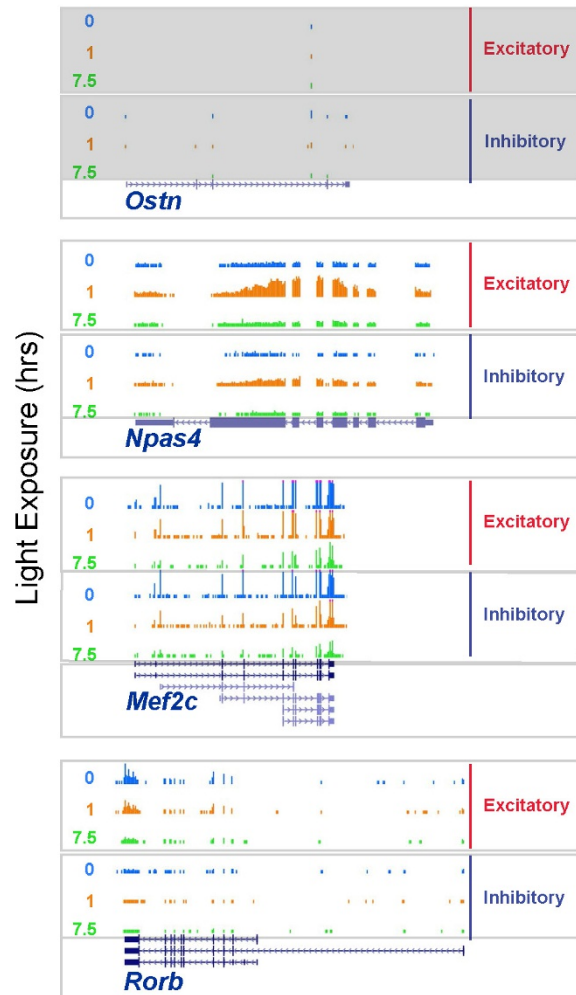 Light Exposure (hrs)
0
1
7.5
Excitatory
0
1
7.5
Inhibitory
Ostn
0
1
7.5
Excitatory
0
1
7.5
Inhibitory
Npas4
0
1
7.5
Excitatory
0
1
7.5
Inhibitory
Mef2c
0
1
7.5
Excitatory
0
1
7.5
Inhibitory
Rorb